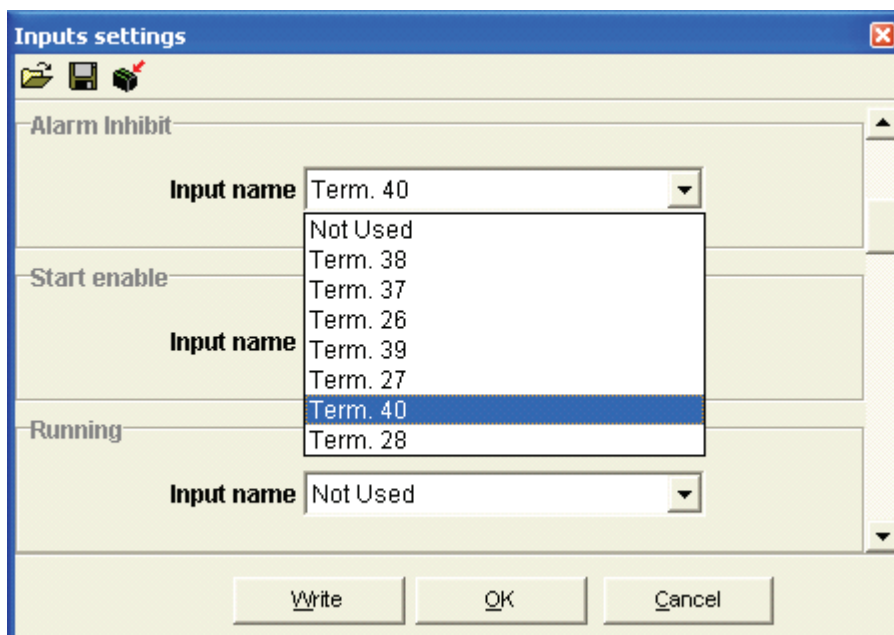 Inputs settings
Alarm Inhibit
Input name Term. 40
Not Used
Term. 38
Term. 37
Start enable
Term. 26
Input name
Term. 39
Term. 27
Term. 40
Running
Term. 28
Input name Not Used
Write OK Cancel